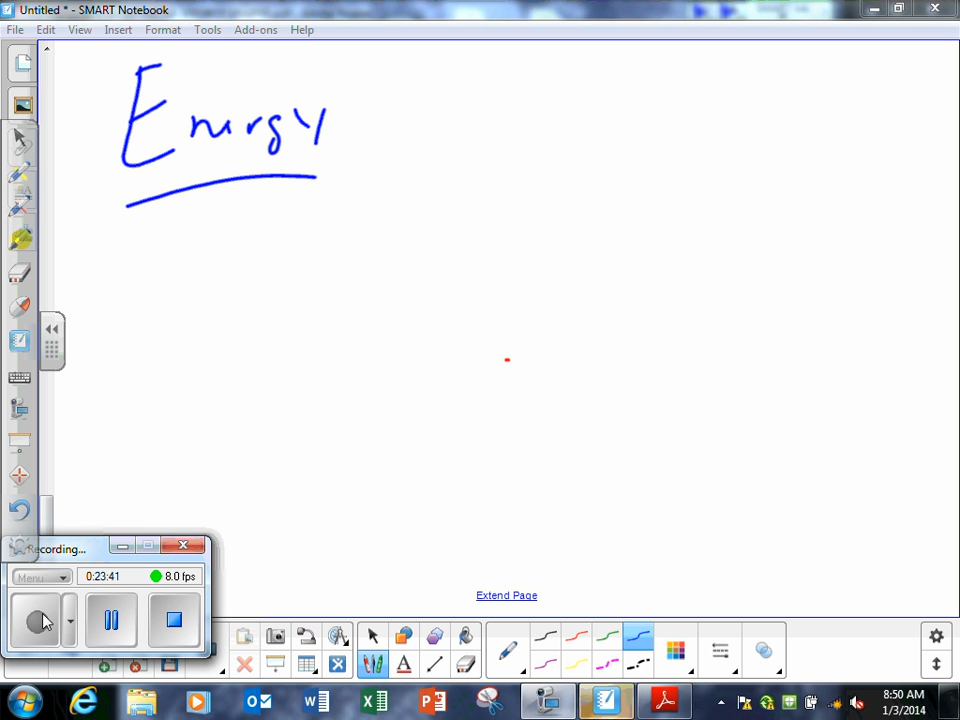 Untitled * - SMART Notebook
File Edit View Insert Format Tools Add-ons Help
Energy
Recording...
Menu 0:23:41 8.0 fps
Extend Page
8:50 AM
1/3/2014